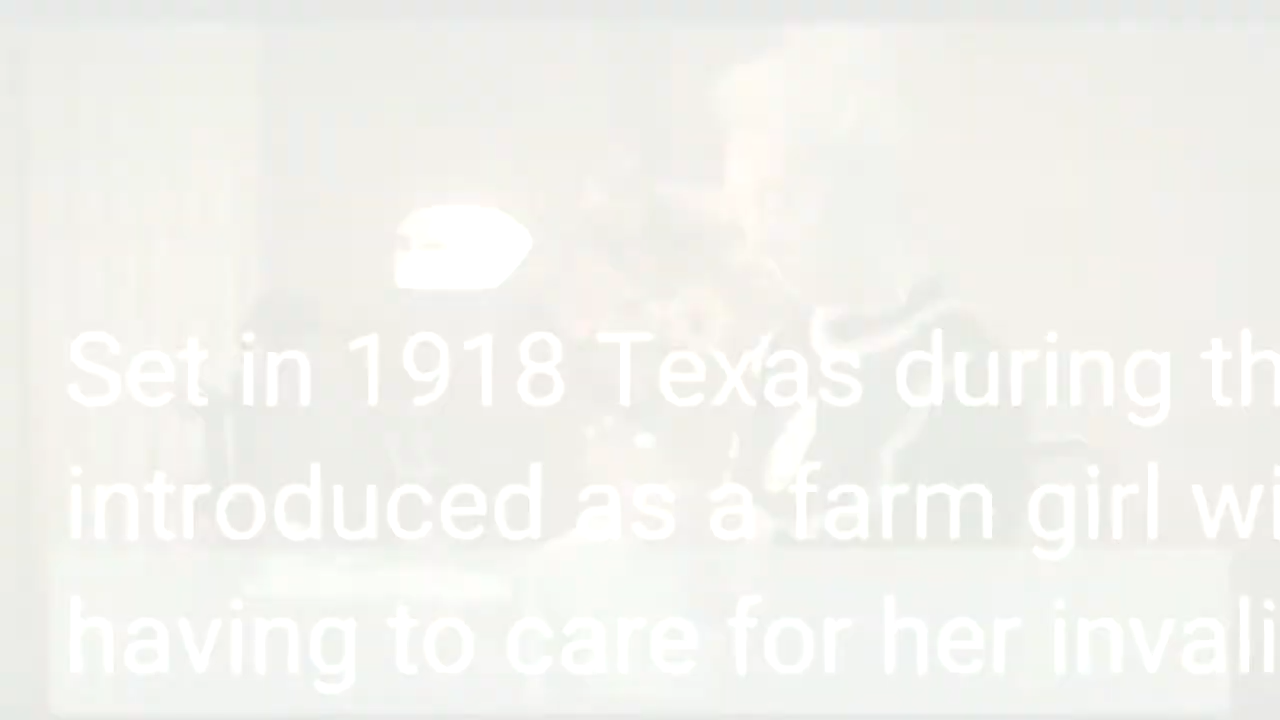 Set in 1918 Texas during th
introduced as a farm girl wi
having to care for her invali